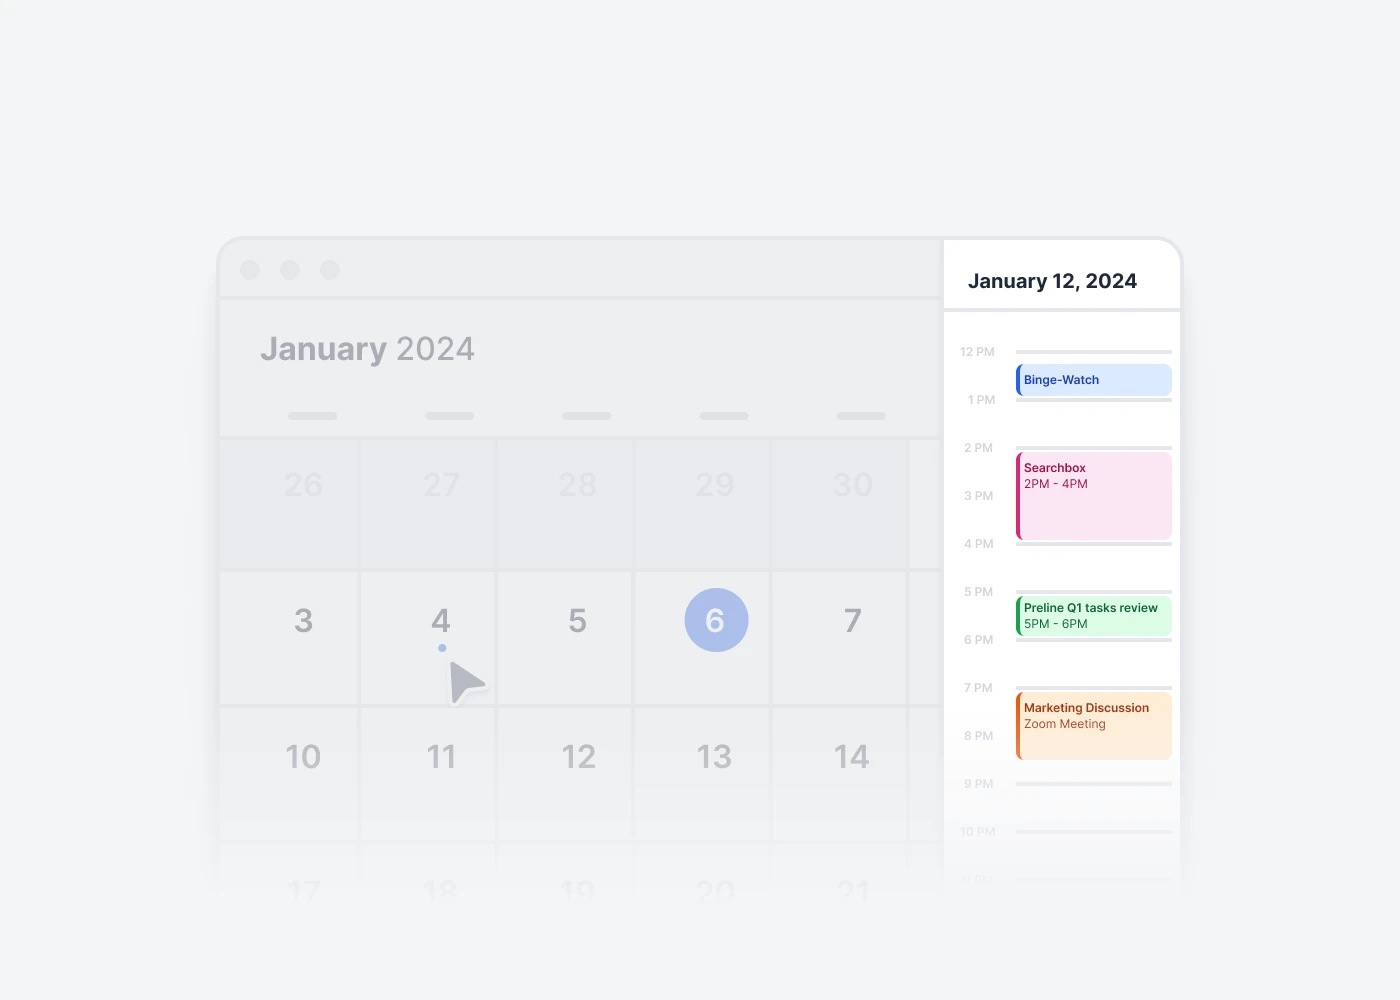 January 2024
26 27 28 29 30
3 4 5 6 7
10 11 12 13 14
17 18 19 20 21
January 12, 2024
12 PM
Binge-Watch
1 PM
2 PM
Searchbox
2PM - 4PM
3 PM
4 PM
5 PM
Preline Q1 tasks review
5PM - 6PM
6 PM
7 PM
Marketing Discussion
Zoom Meeting
8 PM
9 PM
10 PM